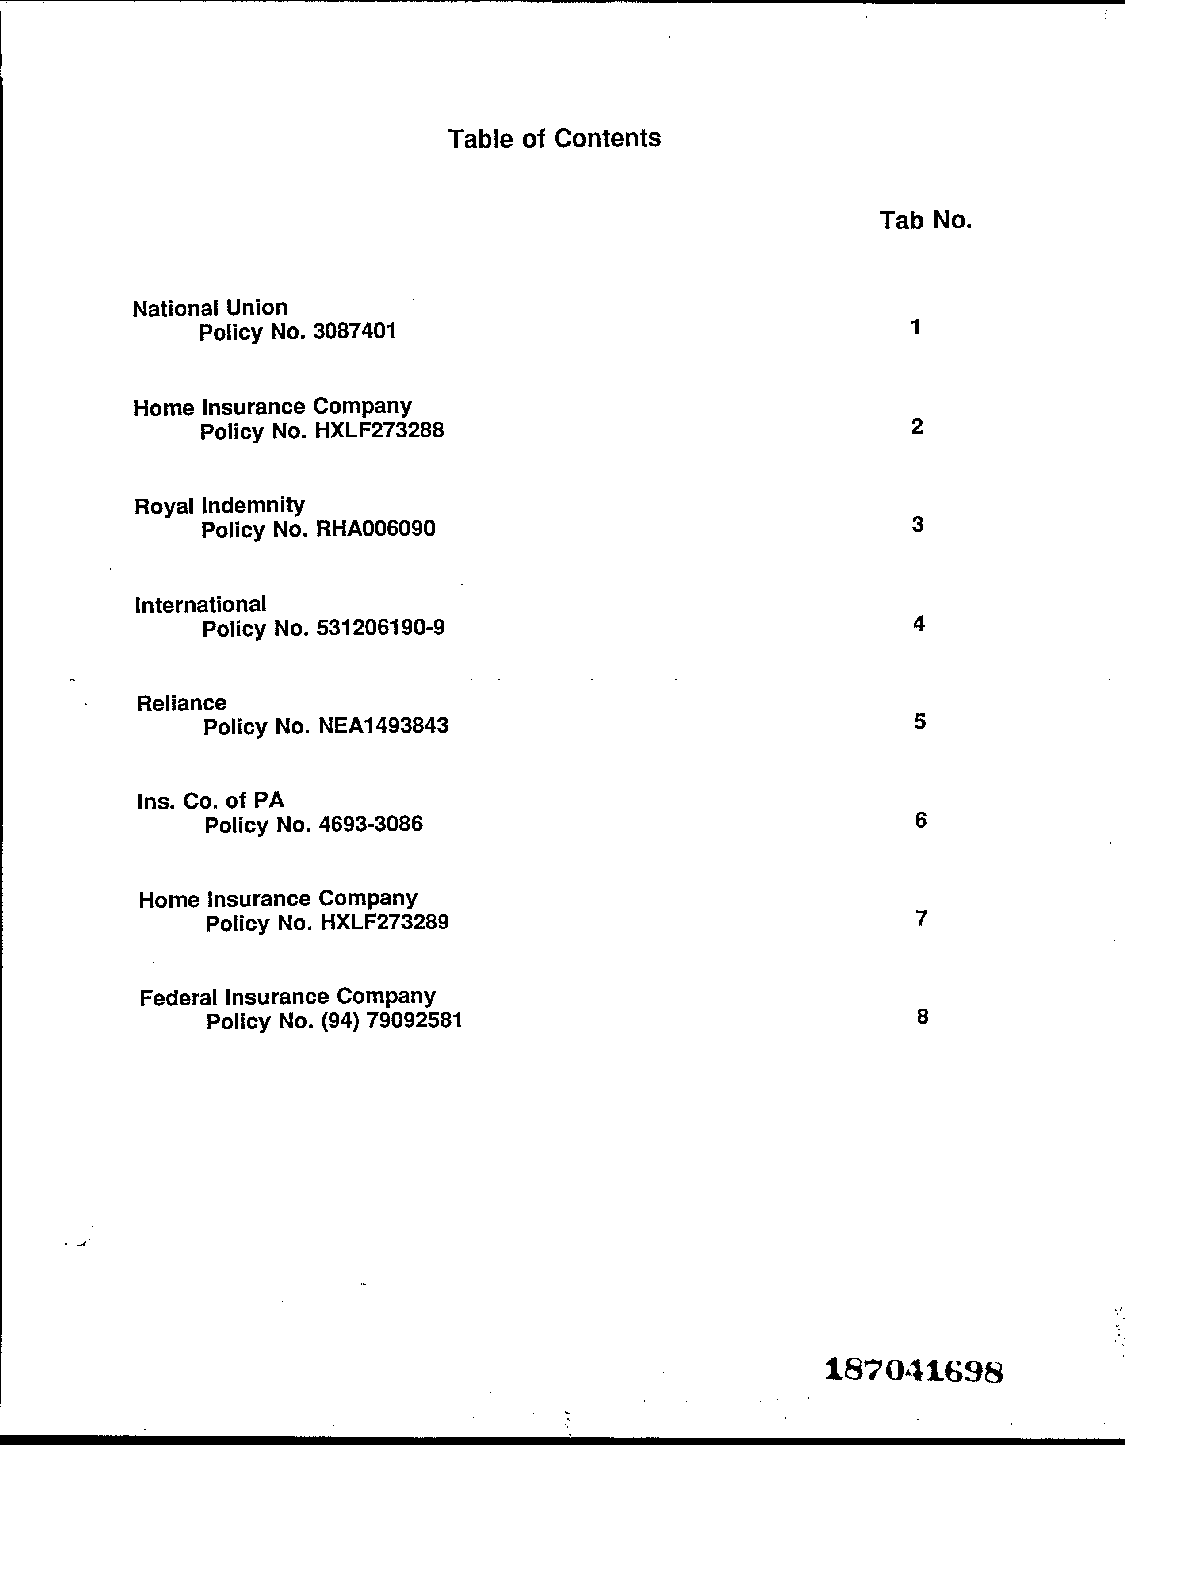 Table of Contents
Tab No.
National Union
Policy No. 3087401 1
Home Insurance Company
Policy No. HXLF273288 2
Royal Indemnity
Policy No. RHA006090 3
International
Policy No. 531206190-9 4
Reliance
Policy No. NEA1493843 5
Ins. Co. of PA
Policy No. 4693-3086 6
Home Insurance Company
Policy No. HXLF273289 7
Federal Insurance Company
Policy No. (94) 79092581 8
187041698